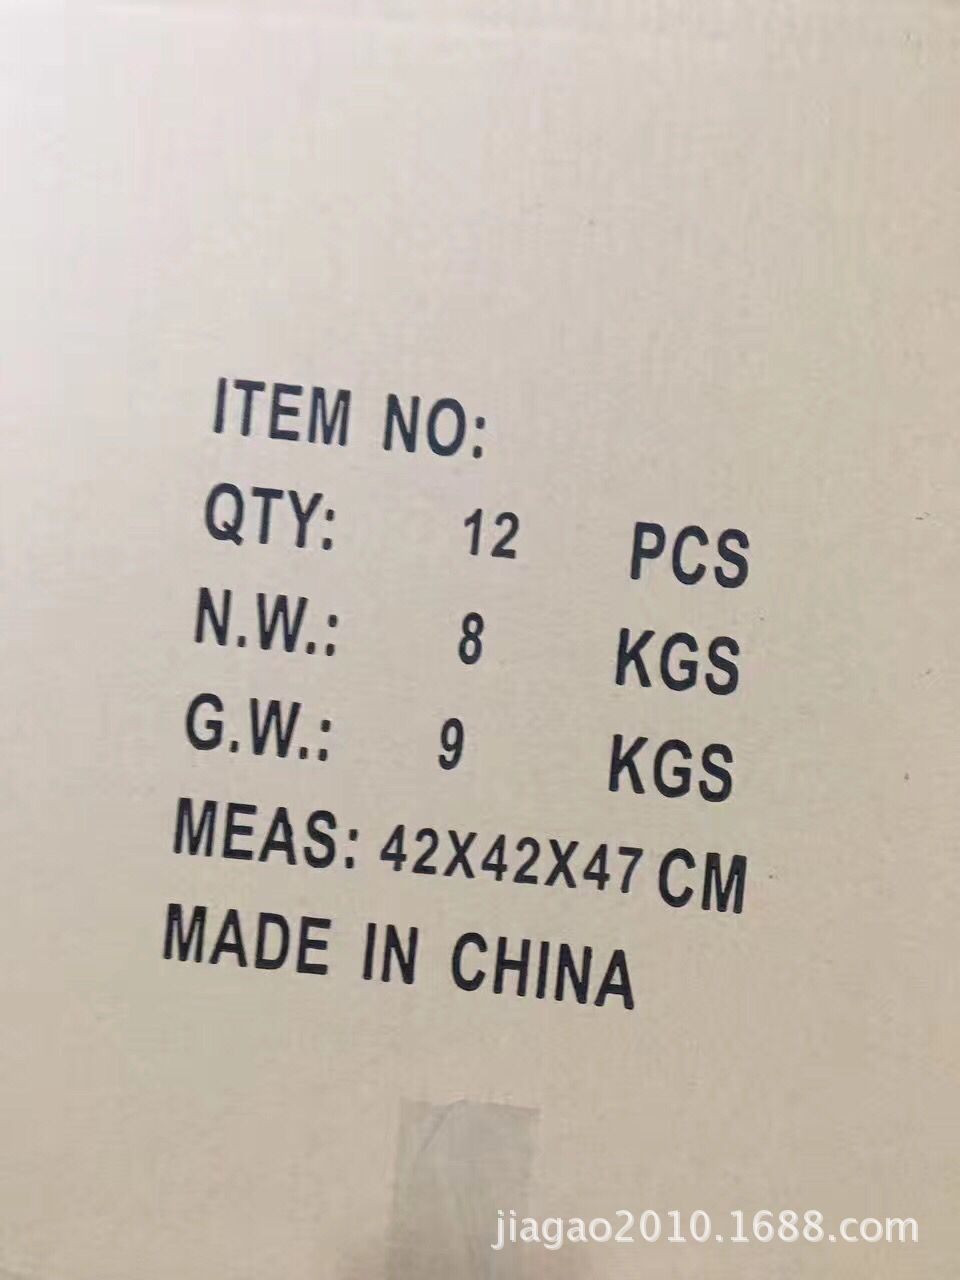 ITEM NO:
QTY: 12 PCS
N.W.: 8 KGS
G.W.: 9 KGS
MEAS: 42X42X47 CM
MADE IN CHINA
jiagao2010.1688.com